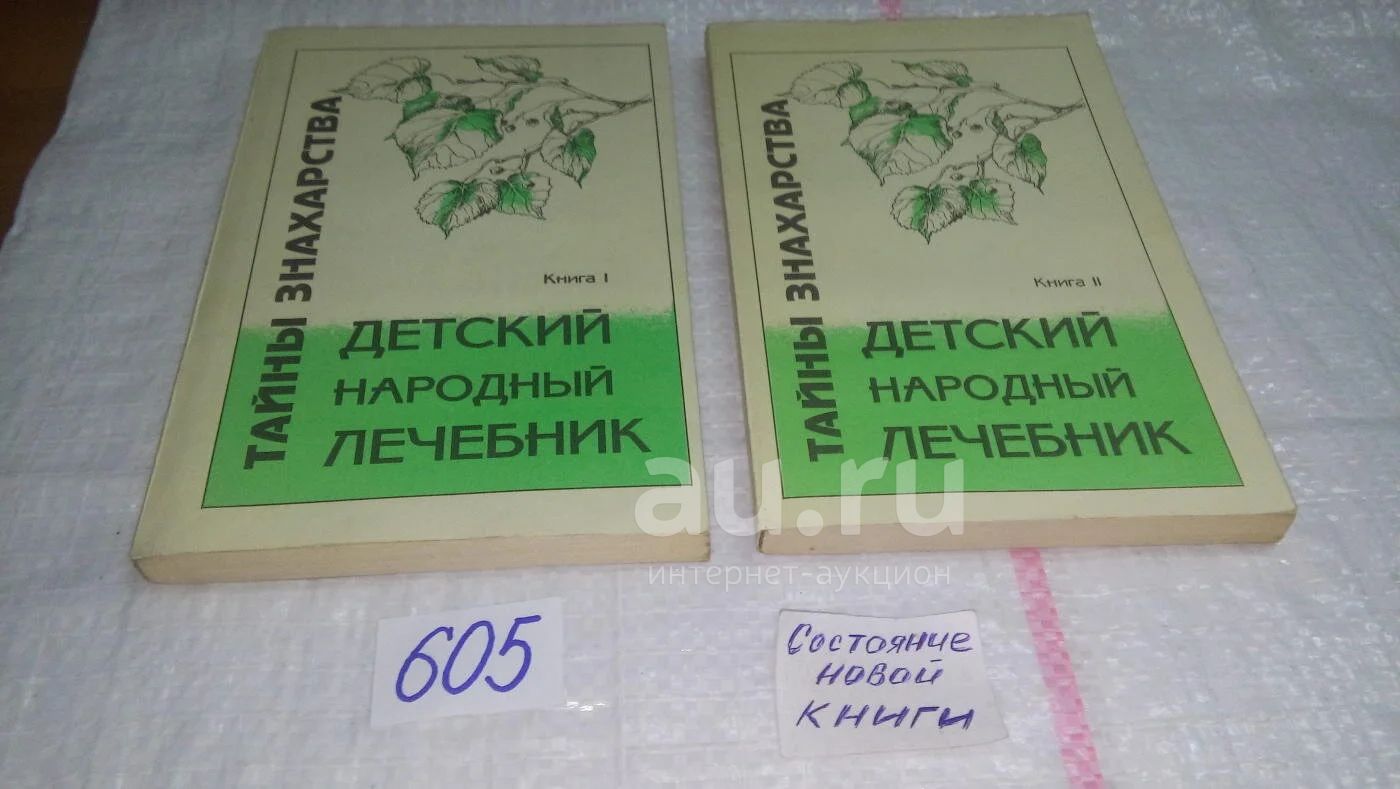 ТАЙНЫ ЗНАХАРСТВА
Книга I
ДЕТСКИЙ
НАРОДНЫЙ
ЛЕЧЕБНИК
ТАЙНЫ ЗНАХАРСТВА
Книга II
ДЕТСКИЙ
НАРОДНЫЙ
ЛЕЧЕБНИК
au.ru
интернет-аукцион
605
Состояние
новой
книги